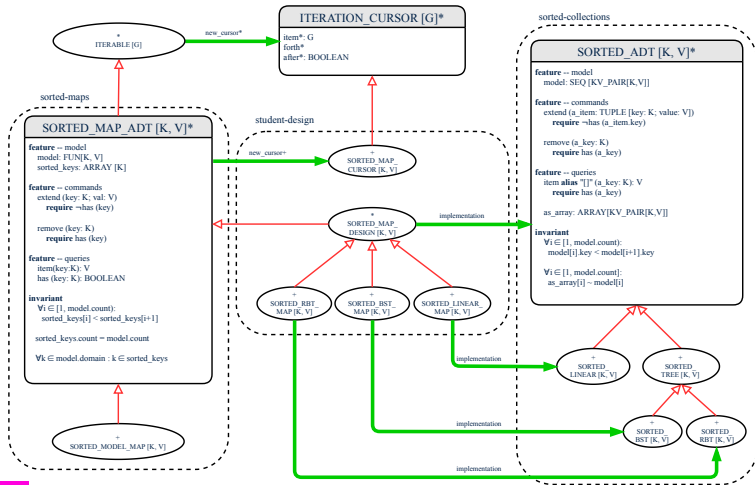 *
ITERABLE [G]
new_cursor*
ITERATION_CURSOR [G]*
item*: G
forth*
after*: BOOLEAN
sorted-maps
SORTED_MAP_ADT [K, V]*
feature -- model
model: FUN[K, V]
sorted_keys: ARRAY [K]
feature -- commands
extend (key: K; val: V)
require ¬has (key)
remove (key: K)
require has (key)
feature -- queries
item(key:K): V
has (key: K): BOOLEAN
invariant
∀i ∈ [1, model.count):
sorted_keys[i] < sorted_keys[i+1]
sorted_keys.count = model.count
∀k ∈ model.domain : k ∈ sorted_keys
+
SORTED_MODEL_MAP [K, V]
student-design
new_cursor+
+
SORTED_MAP_
CURSOR [K, V]
*
SORTED_MAP_
DESIGN [K, V]
implementation
+
SORTED_RBT_
MAP [K, V]
+
SORTED_BST_
MAP [K, V]
+
SORTED_LINEAR_
MAP [K, V]
implementation
implementation
implementation
sorted-collections
SORTED_ADT [K, V]*
feature -- model
model: SEQ [KV_PAIR[K,V]]
feature -- commands
extend (a_item: TUPLE [key: K; value: V])
require ¬has (a_item.key)
remove (a_key: K)
require has (a_key)
feature -- queries
item alias "[]" (a_key: K): V
require has (a_key)
as_array: ARRAY[KV_PAIR[K,V]]
invariant
∀i ∈ [1, model.count):
model[i].key < model[i+1].key
∀i ∈ [1, model.count]:
as_array[i] ~ model[i]
+
SORTED_
LINEAR [K, V]
+
SORTED_
TREE [K, V]
+
SORTED_
BST [K, V]
+
SORTED_
RBT [K, V]